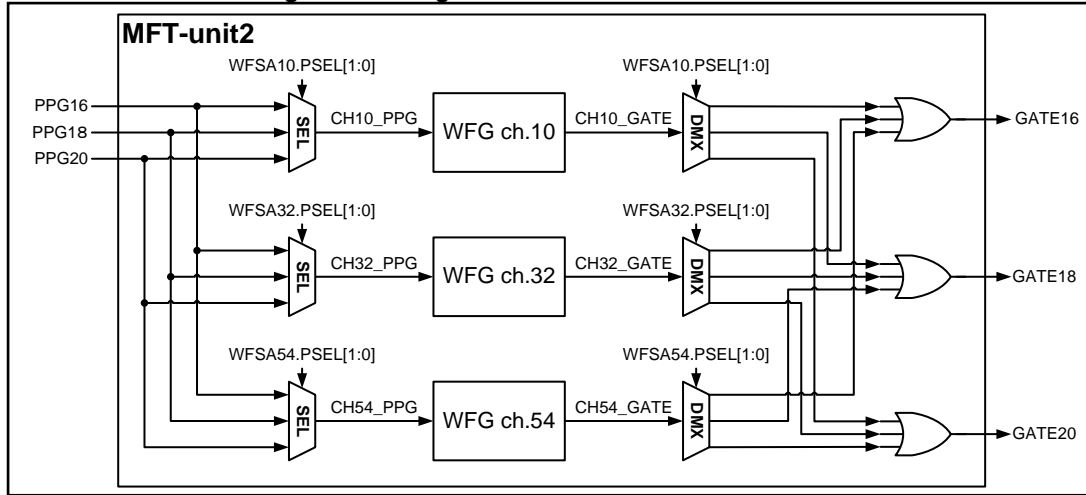 MFT-unit2
WFSA10.PSEL[1:0]
WFSA10.PSEL[1:0]
PPG16
PPG18
PPG20
SEL
CH10_PPG
WFG ch.10
CH10_GATE
DMX
GATE16
WFSA32.PSEL[1:0]
WFSA32.PSEL[1:0]
SEL
CH32_PPG
WFG ch.32
CH32_GATE
DMX
GATE18
WFSA54.PSEL[1:0]
WFSA54.PSEL[1:0]
SEL
CH54_PPG
WFG ch.54
CH54_GATE
DMX
GATE20